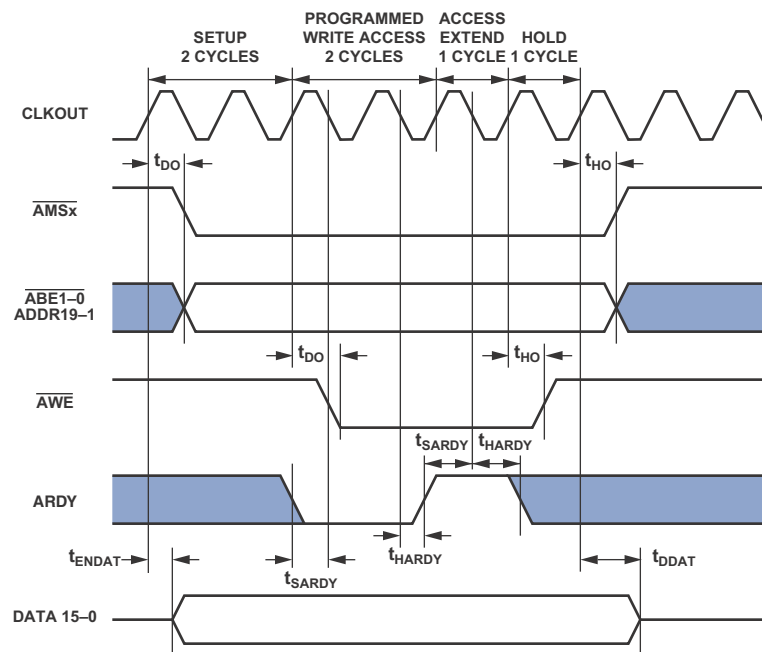 SETUP
2 CYCLES
PROGRAMMED
WRITE ACCESS
2 CYCLES
ACCESS
EXTEND
1 CYCLE
HOLD
1 CYCLE
CLKOUT
tDO
tHO
AMSx
ABE1–0
ADDR19–1
tDO
tHO
AWE
tSARDY
tHARDY
ARDY
tENDAT
tSARDY
tHARDY
tDDAT
DATA 15–0